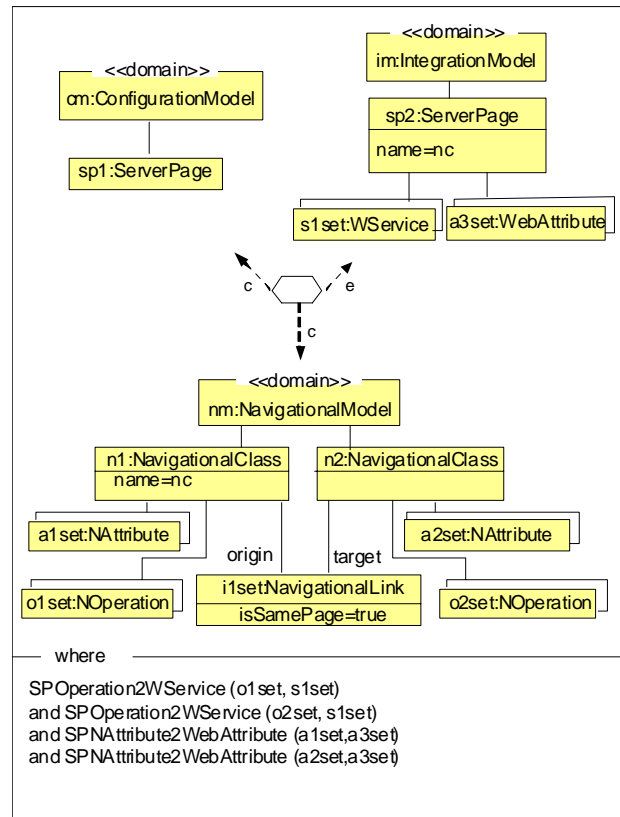 <<domain>>
cm:ConfigurationModel
sp1:ServerPage
<<domain>>
im:IntegrationModel
sp2:ServerPage
name=nc
s1set:WService
a3set:WebAttribute
c
e
c
<<domain>>
nm:NavigationalModel
n1:NavigationalClass
name=nc
n2:NavigationalClass
a1set:NAttribute
a2set:NAttribute
origin
target
o1set:NOperation
i1set:NavigationalLink
isSamePage=true
o2set:NOperation
where
SPOperation2WService (o1set, s1set)
and SPOperation2WService (o2set, s1set)
and SPNAttribute2WebAttribute (a1set,a3set)
and SPNAttribute2WebAttribute (a2set,a3set)